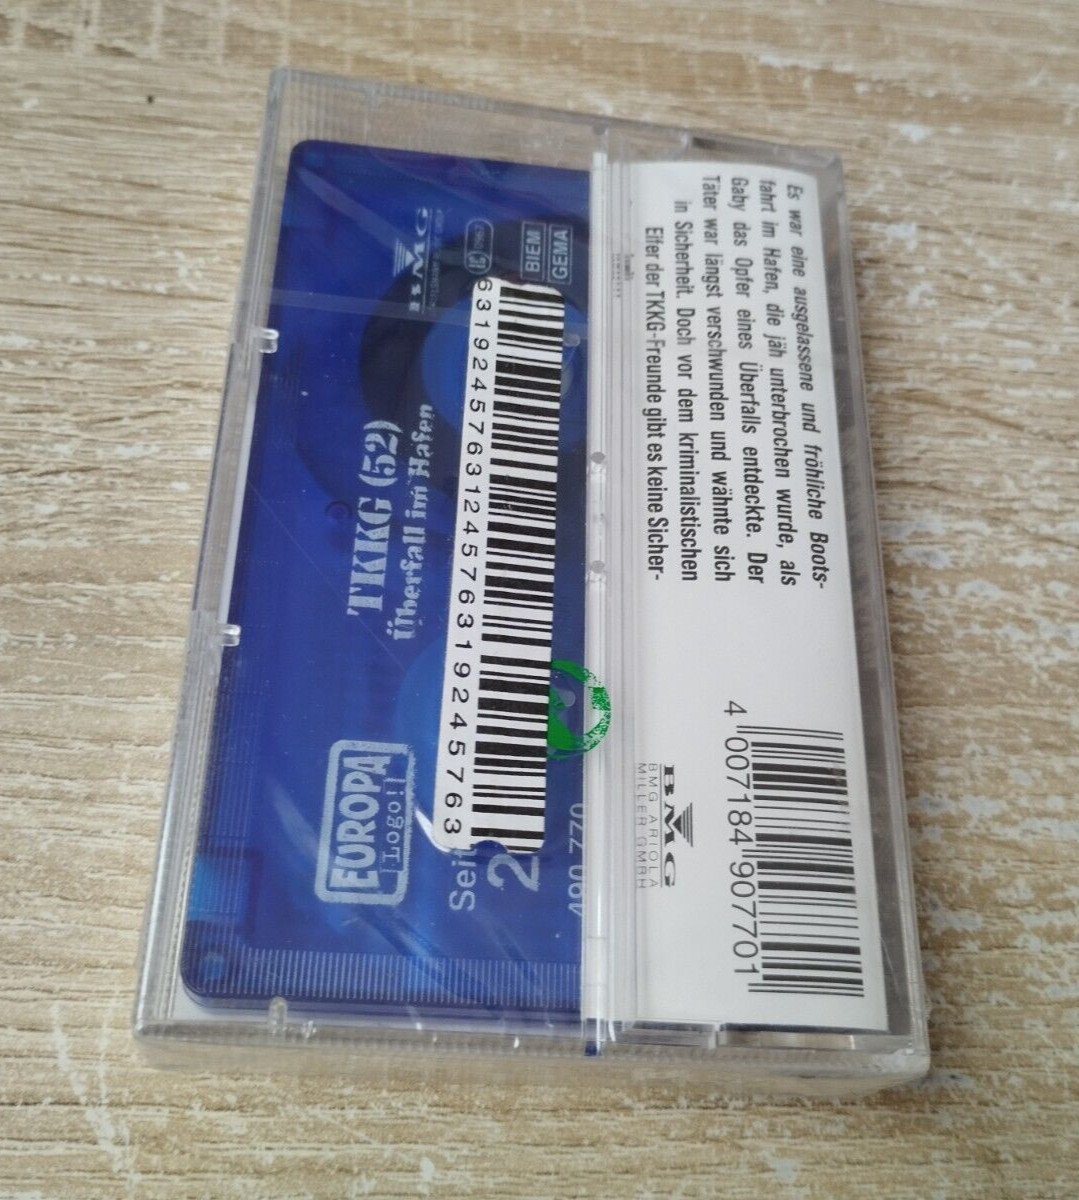 Es war eine ausgelassene und fröhliche Boots-
fahrt im Hafen, die jäh unterbrochen wurde, als
Gaby das Opfer eines Überfalls entdeckte. Der
Täter war längst verschwunden und wähnte sich
in Sicherheit. Doch vor dem kriminalistischen
Eifer der TKKG-Freunde gibt es keine Sicher-
4 007184 907701
BMG
BMG ARIOLA
MILLER GMBH
GEMA
BIEM
6319245763124576319245763
BMG
TKKG (52)
Überfall im Hafen
EUROPA
Logo!!
2